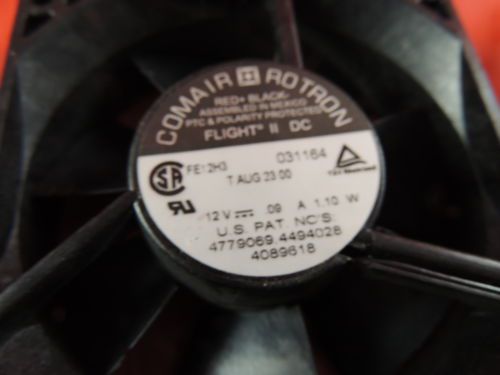 COMAIR ROTRON
RED+ BLACK-
ASSEMBLED IN MEXICO
PTC & POLARITY PROTECTED
FLIGHT® II DC
FE12H3 031164
T AUG 23 00
12 V .09 A 1.10 W
U.S. PAT. NO'S:
4779069,4494028
4089618